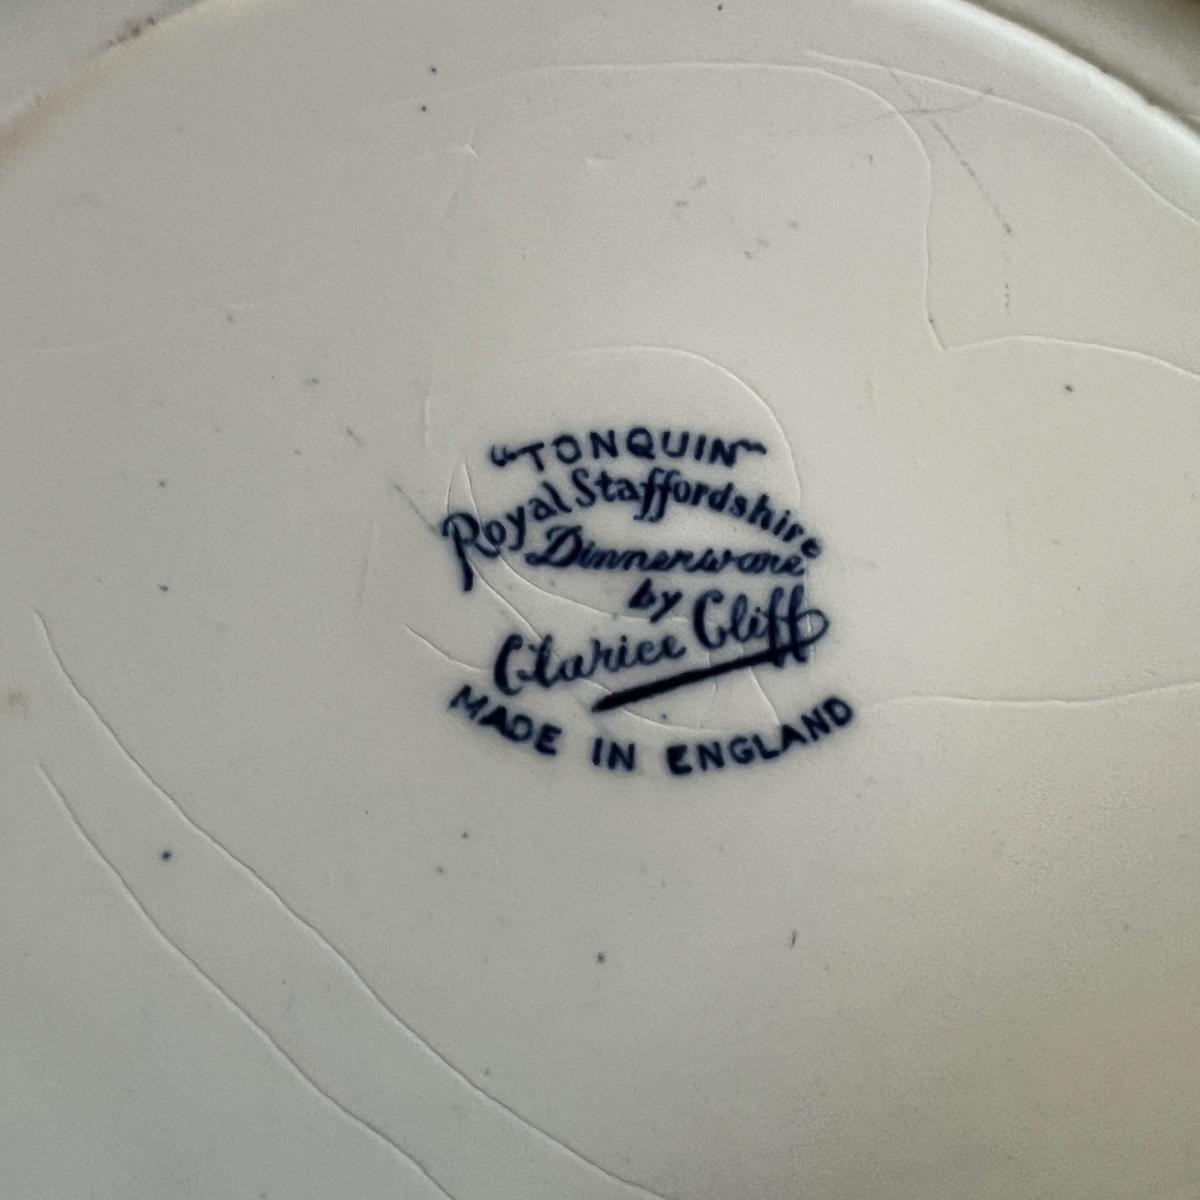 "TONQUIN"
Royal Staffordshire
Dinnerware
by
Clarice Cliff
MADE IN ENGLAND